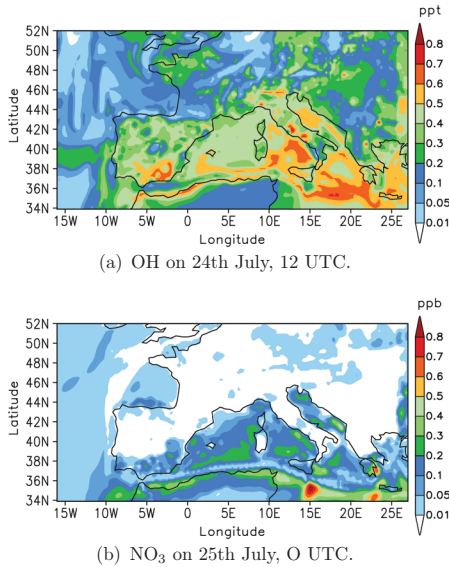 ppt
52N
50N
48N
46N
44N
42N
40N
38N
36N
34N
Latitude
0.8
0.7
0.6
0.5
0.4
0.3
0.2
0.1
0.05
0.01
15W 10W 5W 0 5E 10E 15E 20E 25E
Longitude
(a) OH on 24th July, 12 UTC.
ppb
52N
50N
48N
46N
44N
42N
40N
38N
36N
34N
Latitude
0.8
0.7
0.6
0.5
0.4
0.3
0.2
0.1
0.05
0.01
15W 10W 5W 0 5E 10E 15E 20E 25E
Longitude
(b) NO₃ on 25th July, O UTC.